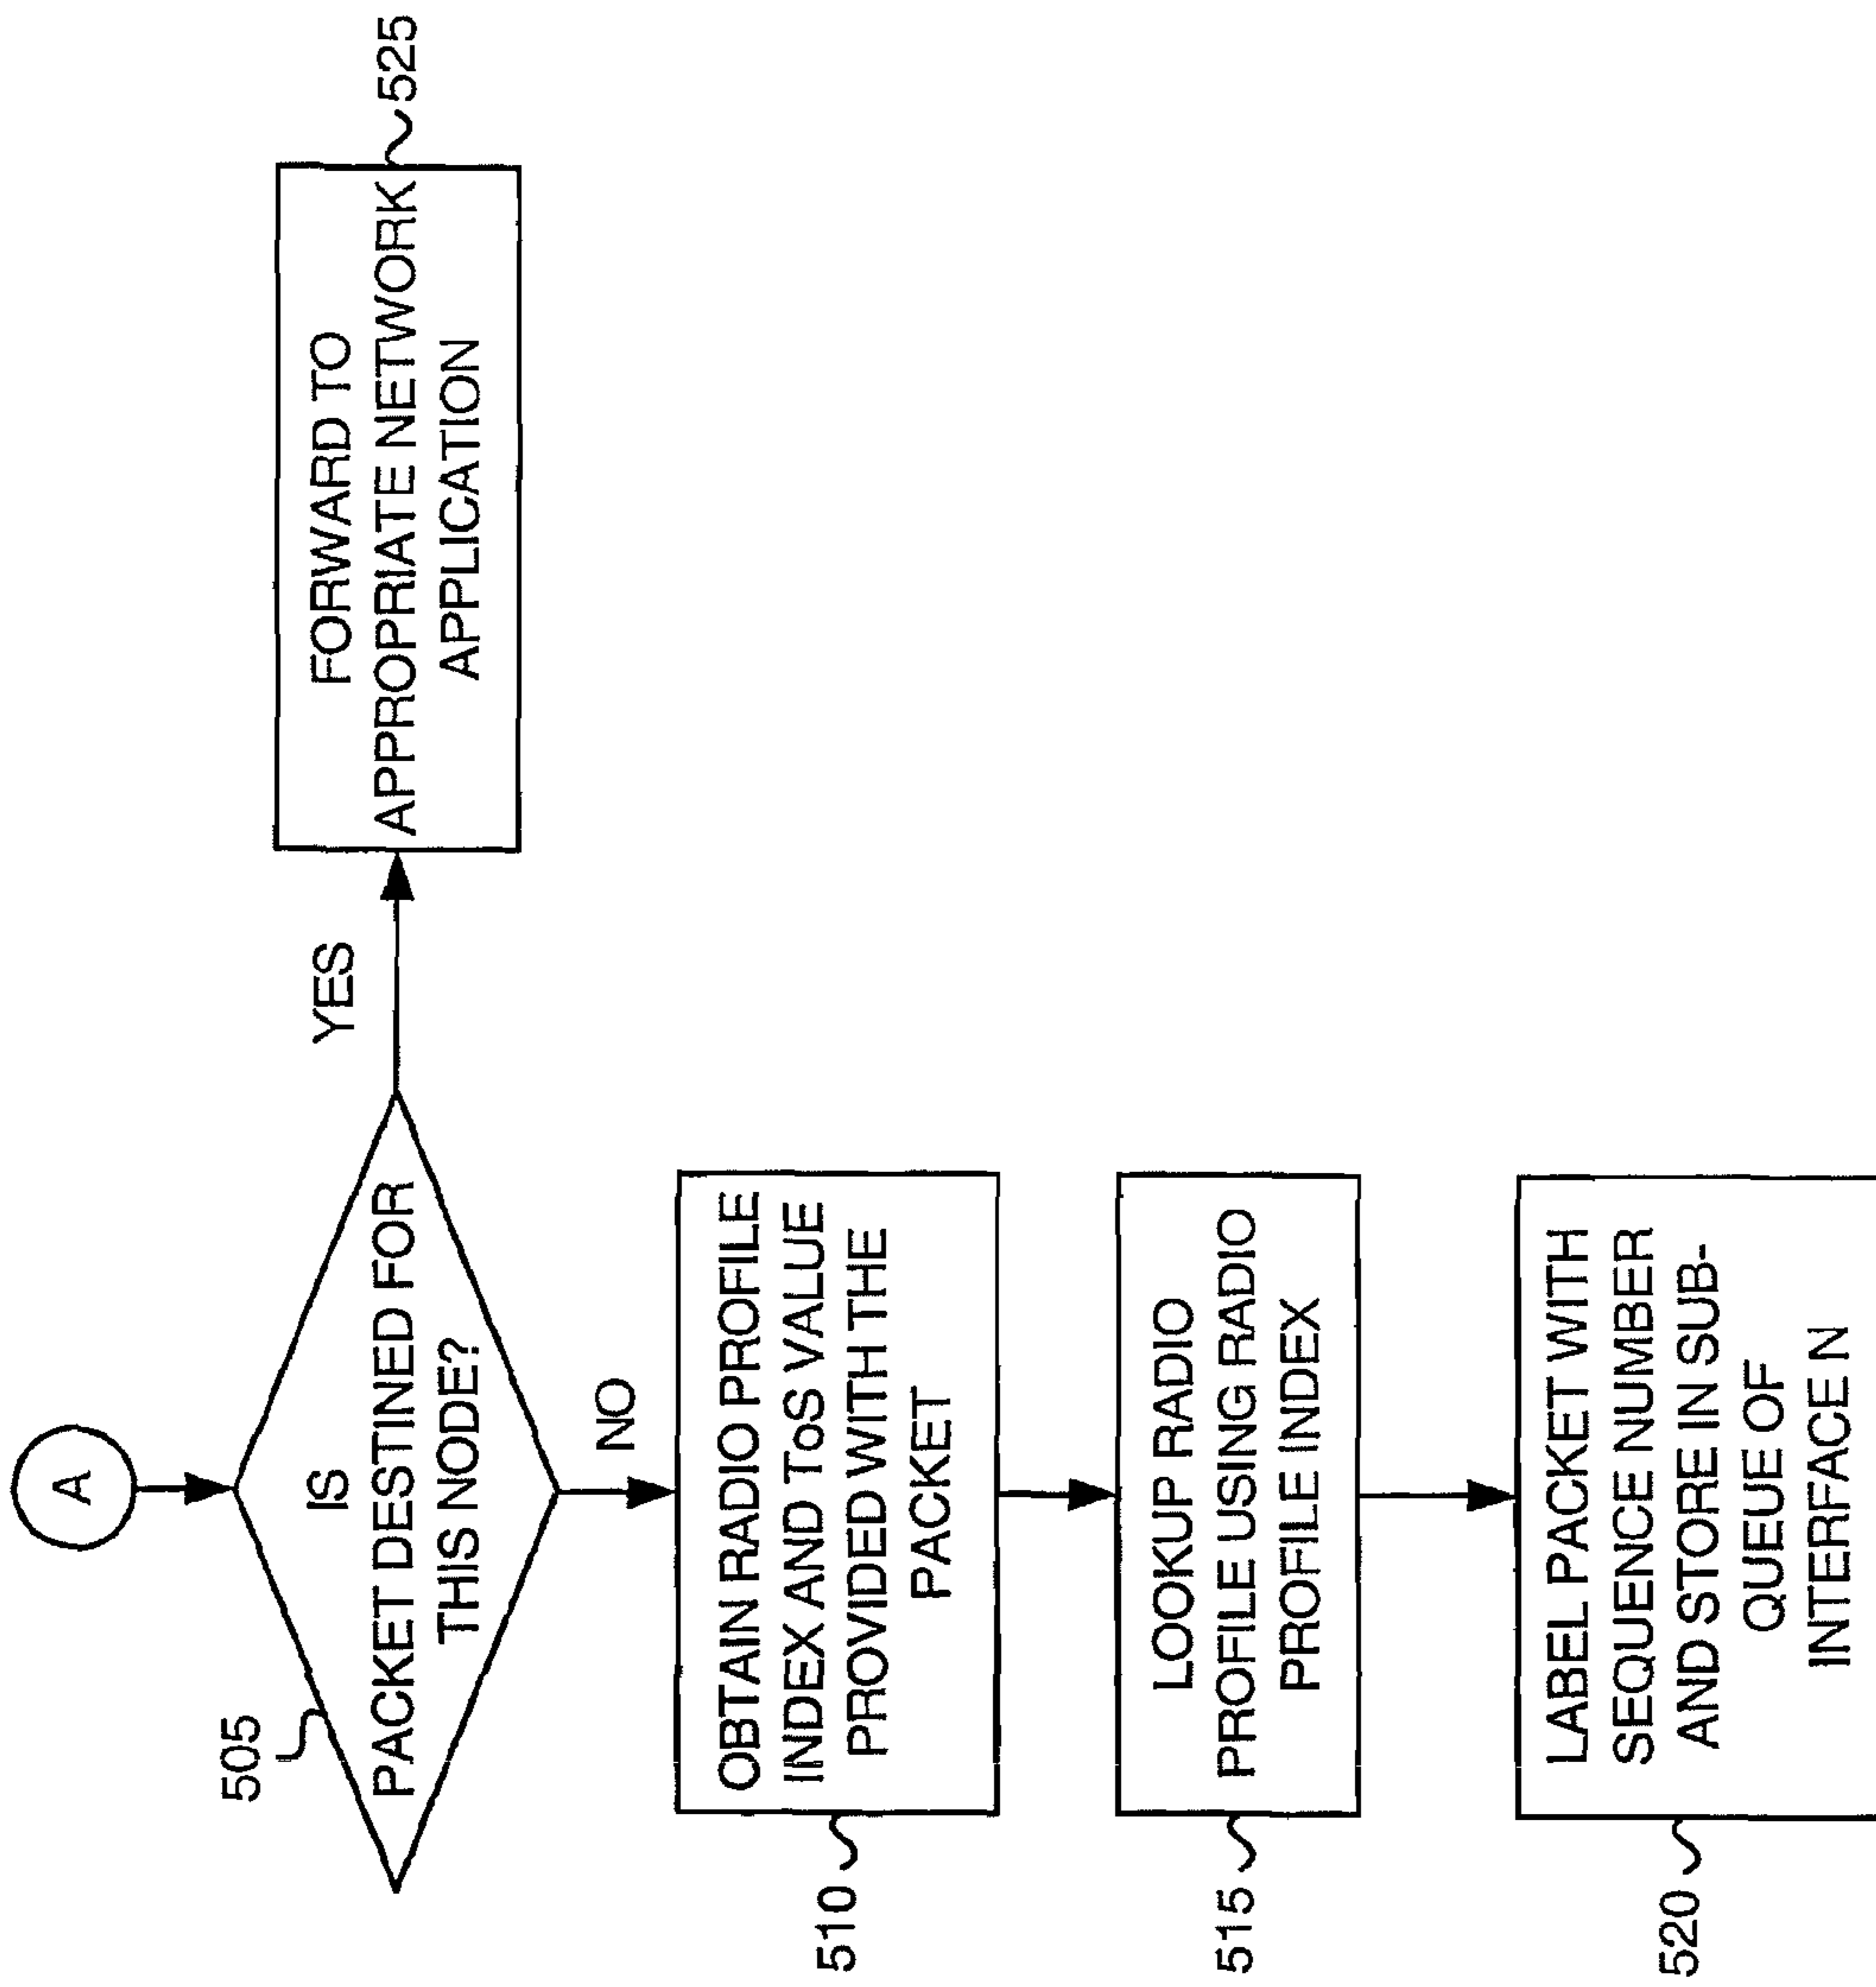 A
505
IS
PACKET DESTINED FOR
THIS NODE?
YES
FORWARD TO
APPROPRIATE NETWORK
APPLICATION
525
NO
510
OBTAIN RADIO PROFILE
INDEX AND ToS VALUE
PROVIDED WITH THE
PACKET
515
LOOKUP RADIO
PROFILE USING RADIO
PROFILE INDEX
520
LABEL PACKET WITH
SEQUENCE NUMBER
AND STORE IN SUB-
QUEUE OF
INTERFACE N